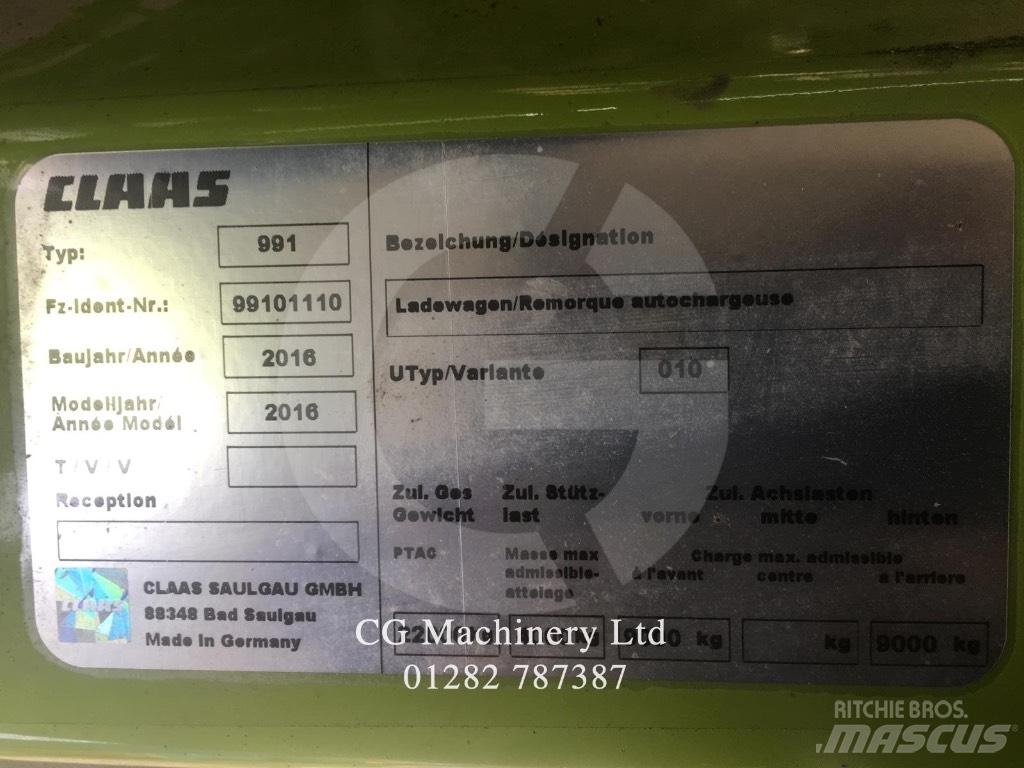 CLAAS
Typ: 991
Fz-Ident-Nr.: 99101110
Baujahr/Année 2016
Modelljahr/
Année Modél 2016
T / V / V
Reception
CLAAS
CLAAS SAULGAU GMBH
88348 Bad Saulgau
Made in Germany
Bezeichung/Désignation
Ladewagen/Remorque autochargeuse
UTyp/Variante 010
Zul. Ges Zul. Stütz- Zul. Achslasten
Gewicht last vorne mitte hinten
PTAC Masse max Charge max. admissible
admissible- à l'avant centre a l'arriere
attelage
kg kg 9000 kg
CG Machinery Ltd
01282 787387
RITCHIE BROS.
MASCUS